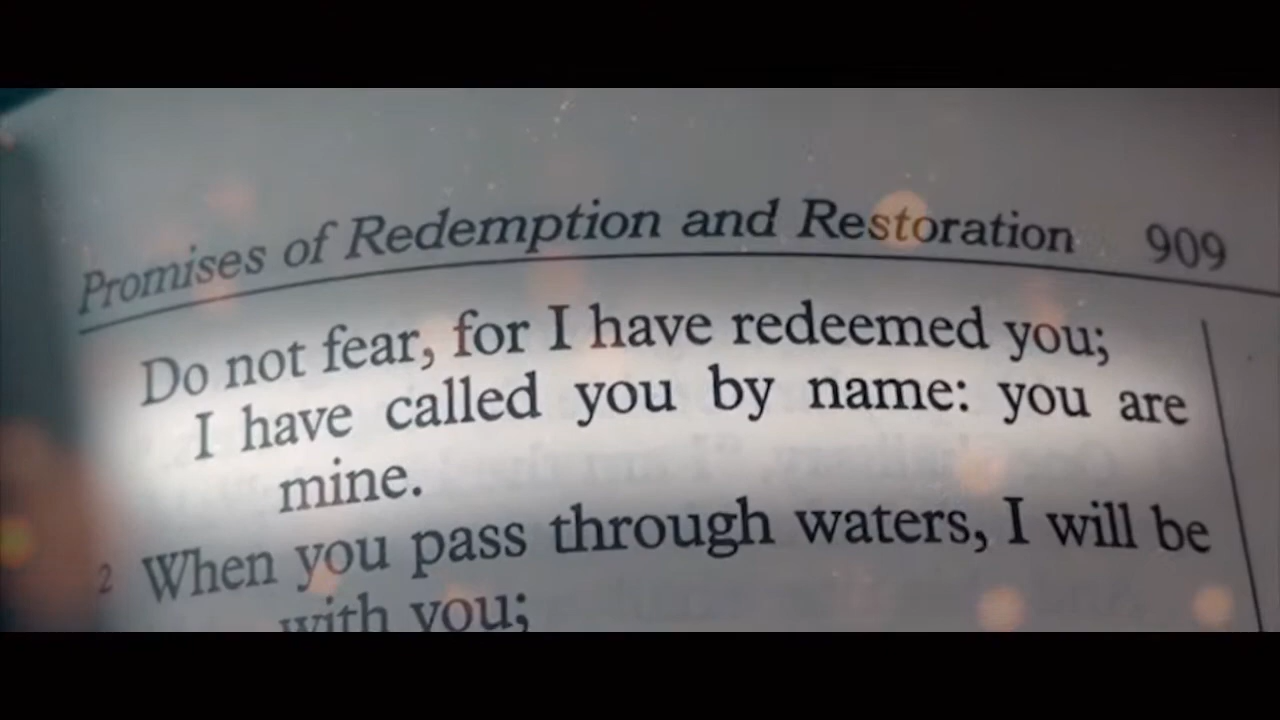 Promises of Redemption and Restoration 909
Do not fear, for I have redeemed you;
I have called you by name: you are
mine.
2 When you pass through waters, I will be
with you;